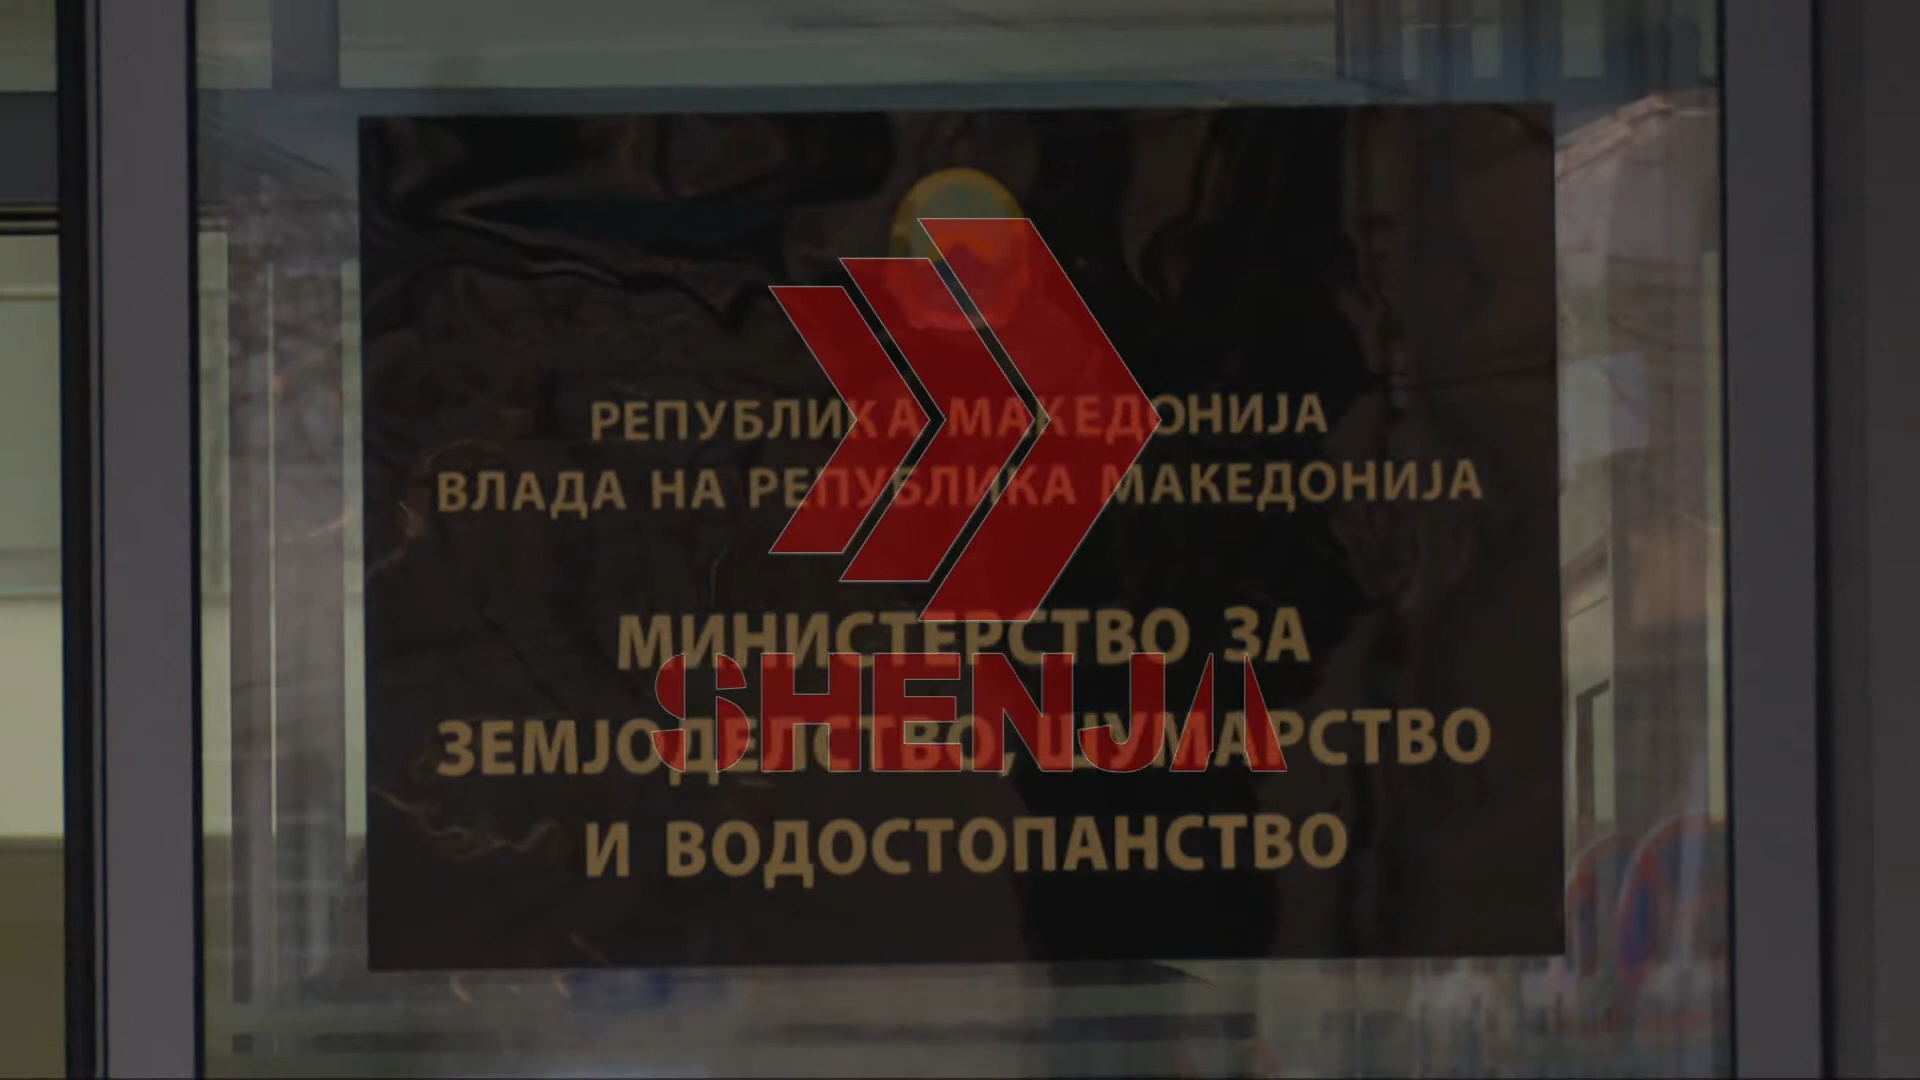 РЕПУБЛИКА МАКЕДОНИЈА
ВЛАДА НА РЕПУБЛИКА МАКЕДОНИЈА
МИНИСТЕРСТВО ЗА
SHENJA
ЗЕМЈОДЕЛСТВО, ШУМАРСТВО
И ВОДОСТОПАНСТВО